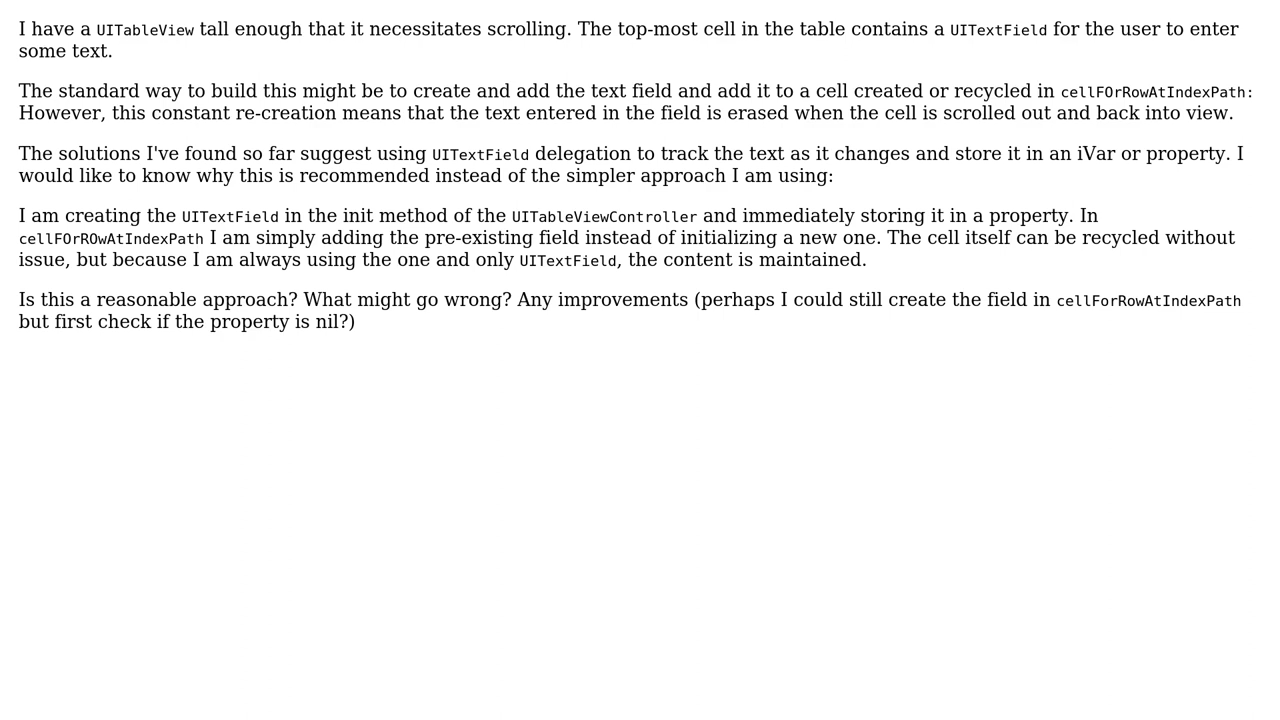 I have a UITableView tall enough that it necessitates scrolling. The top-most cell in the table contains a UITextField for the user to enter
some text.
The standard way to build this might be to create and add the text field and add it to a cell created or recycled in cellFOrRowAtIndexPath:
However, this constant re-creation means that the text entered in the field is erased when the cell is scrolled out and back into view.
The solutions I've found so far suggest using UITextField delegation to track the text as it changes and store it in an iVar or property. I
would like to know why this is recommended instead of the simpler approach I am using:
I am creating the UITextField in the init method of the UITableViewController and immediately storing it in a property. In
cellFOrROwAtIndexPath I am simply adding the pre-existing field instead of initializing a new one. The cell itself can be recycled without
issue, but because I am always using the one and only UITextField, the content is maintained.
Is this a reasonable approach? What might go wrong? Any improvements (perhaps I could still create the field in cellForRowAtIndexPath
but first check if the property is nil?)